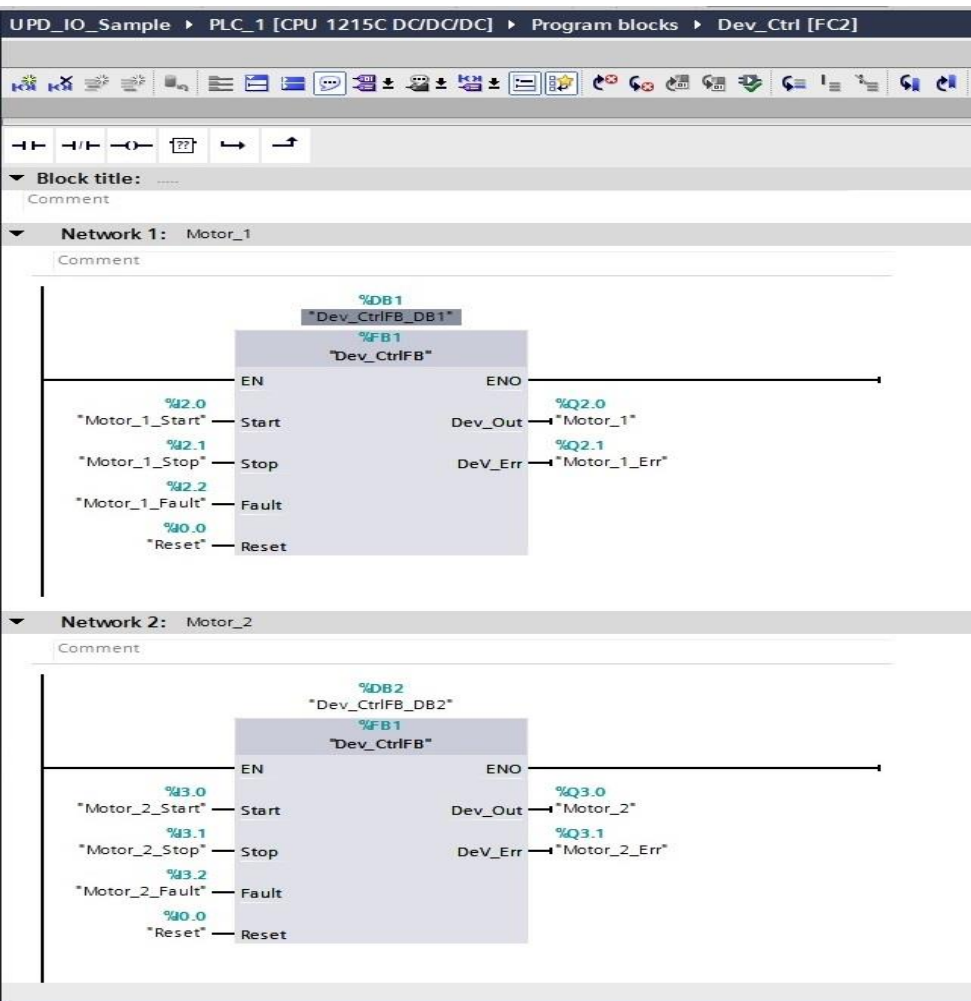 UPD_IO_Sample ▸ PLC_1 [CPU 1215C DC/DC/DC] ▸ Program blocks ▸ Dev_Ctrl [FC2]
??
Block title: .....
Comment
Network 1: Motor_1
Comment
%DB1
"Dev_CtrlFB_DB1"
%FB1
"Dev_CtrlFB"
EN ENO
%I2.0 %Q2.0
"Motor_1_Start" Start Dev_Out "Motor_1"
%I2.1 %Q2.1
"Motor_1_Stop" Stop DeV_Err "Motor_1_Err"
%I2.2
"Motor_1_Fault" Fault
%I0.0
"Reset" Reset
Network 2: Motor_2
Comment
%DB2
"Dev_CtrlFB_DB2"
%FB1
"Dev_CtrlFB"
EN ENO
%I3.0 %Q3.0
"Motor_2_Start" Start Dev_Out "Motor_2"
%I3.1 %Q3.1
"Motor_2_Stop" Stop DeV_Err "Motor_2_Err"
%I3.2
"Motor_2_Fault" Fault
%I0.0
"Reset" Reset